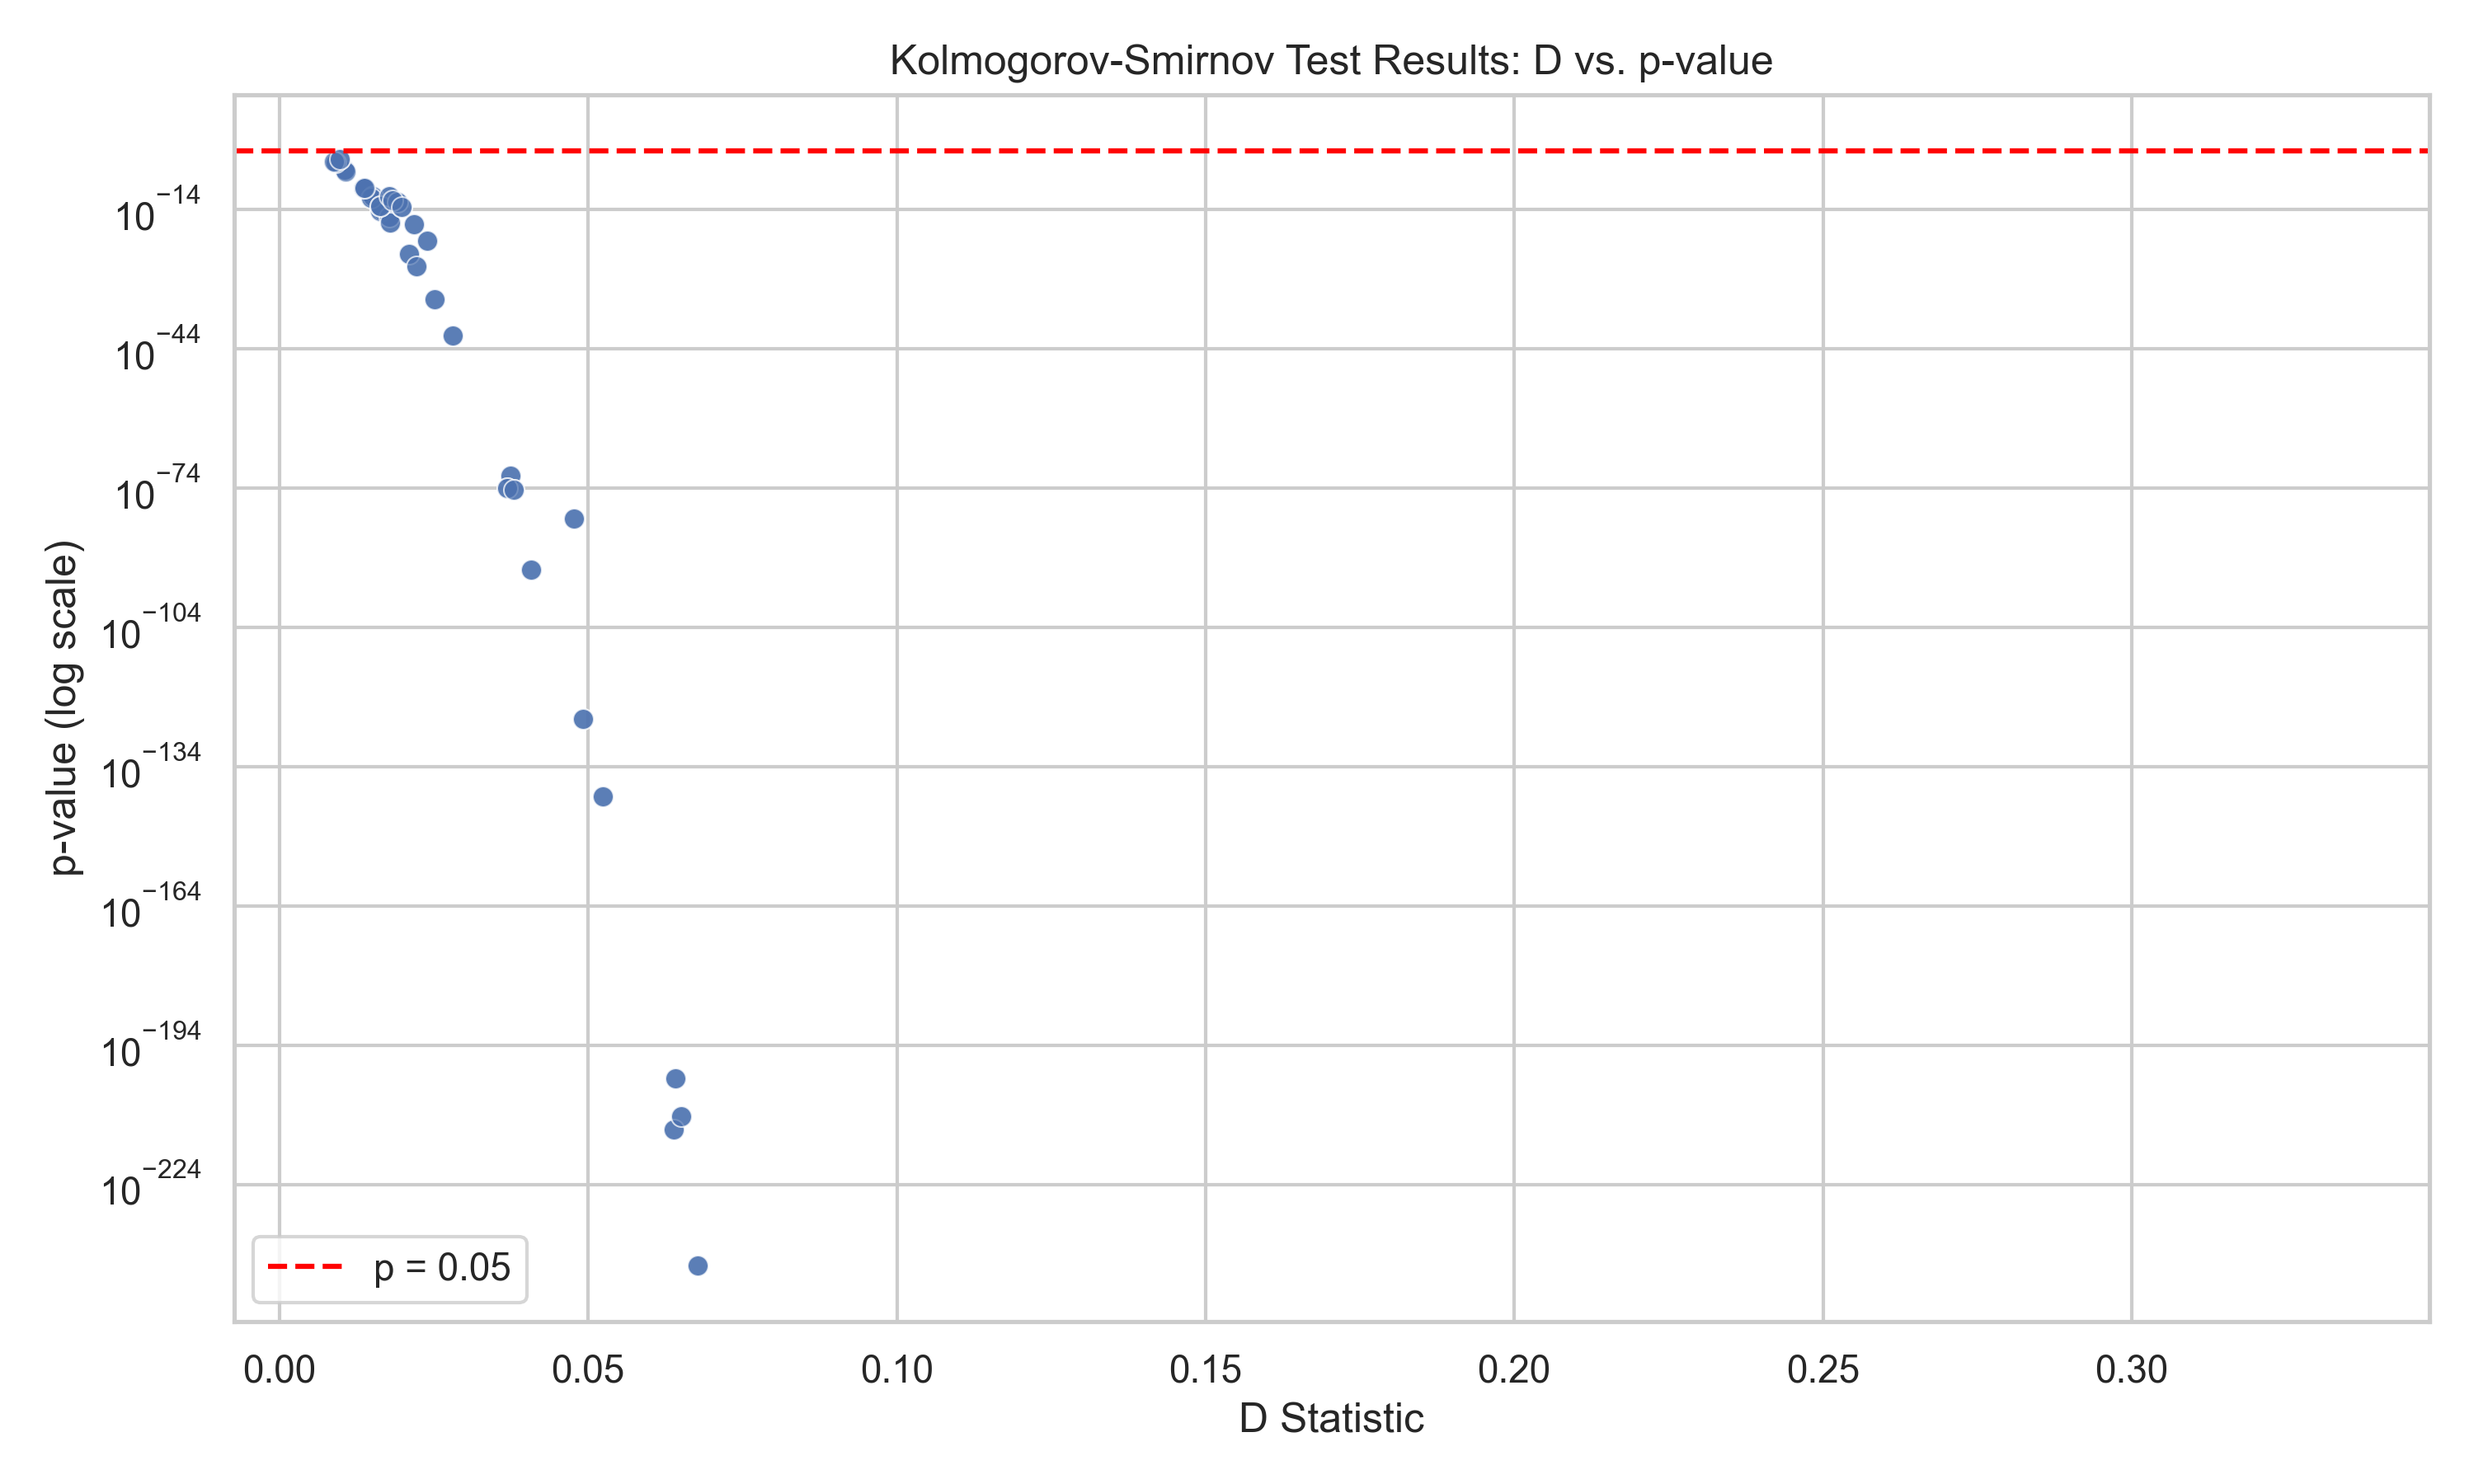 Kolmogorov-Smirnov Test Results: D vs. p-value
p-value (log scale)
10^−14
10^−44
10^−74
10^−104
10^−134
10^−164
10^−194
10^−224
p = 0.05
0.00 0.05 0.10 0.15 0.20 0.25 0.30
D Statistic